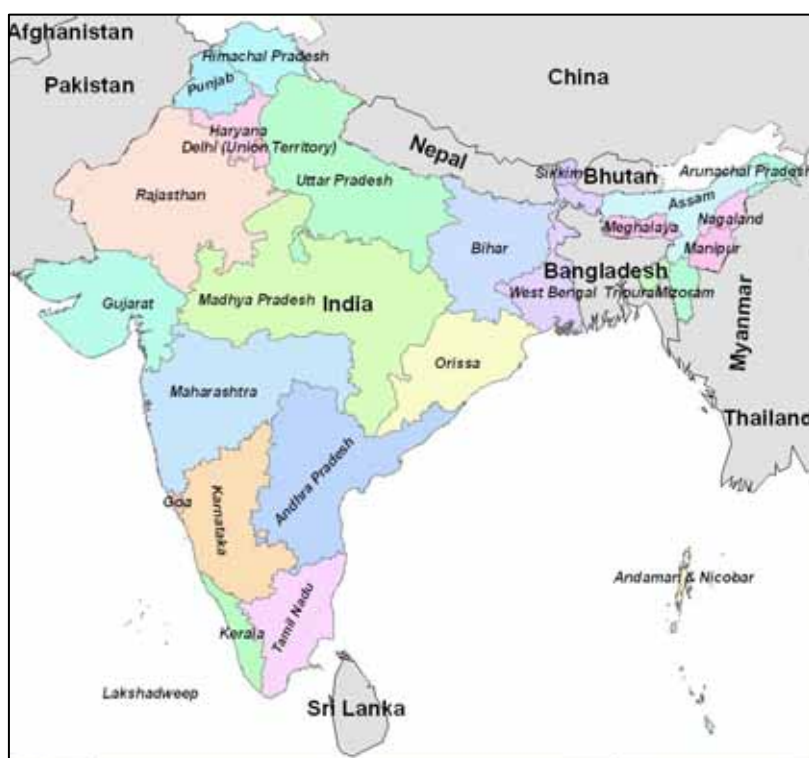 Afghanistan
Himachal Pradesh
Pakistan
Punjab
China
Haryana
Delhi (Union Territory)
Nepal
Sikkim
Bhutan
Arunachal Pradesh
Uttar Pradesh
Rajasthan
Assam
Nagaland
Meghalaya
Bihar
Manipur
Bangladesh
Gujarat
Madhya Pradesh
India
West Bengal
Tripura
Mizoram
Myanmar
Orissa
Maharashtra
Thailand
Andhra Pradesh
Goa
Karnataka
Andaman & Nicobar
Tamil Nadu
Kerala
Lakshadweep
Sri Lanka